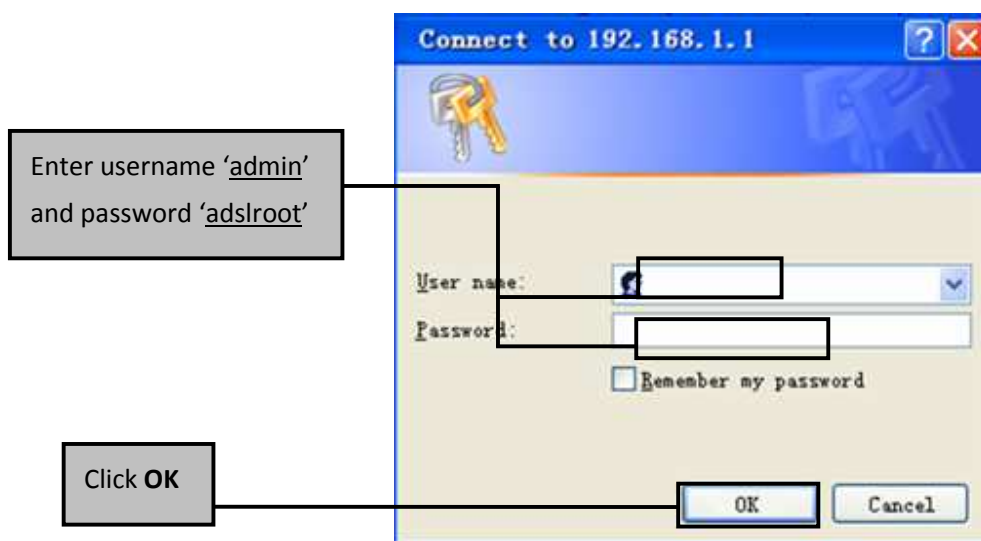 Connect to 192.168.1.1
Enter username ‘admin’
and password ‘adslroot’
User name:
Password:
Remember my password
Click OK
OK
Cancel